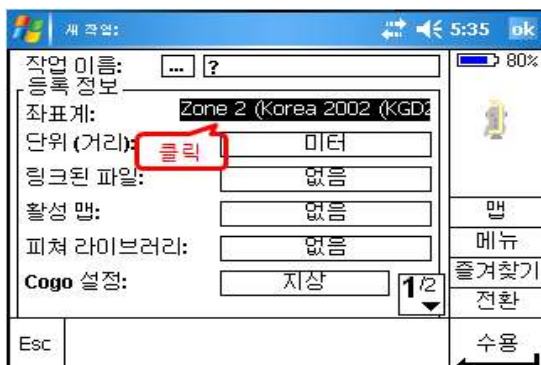 새 작업:
5:35
ok
작업 이름:
...
?
80%
등록 정보
좌표계:
Zone 2 (Korea 2002 (KGD2
단위 (거리):
미터
클릭
링크된 파일:
없음
활성 맵:
없음
피쳐 라이브러리:
없음
Cogo 설정:
지상
1/2
맵
메뉴
즐겨찾기
전환
Esc
수용